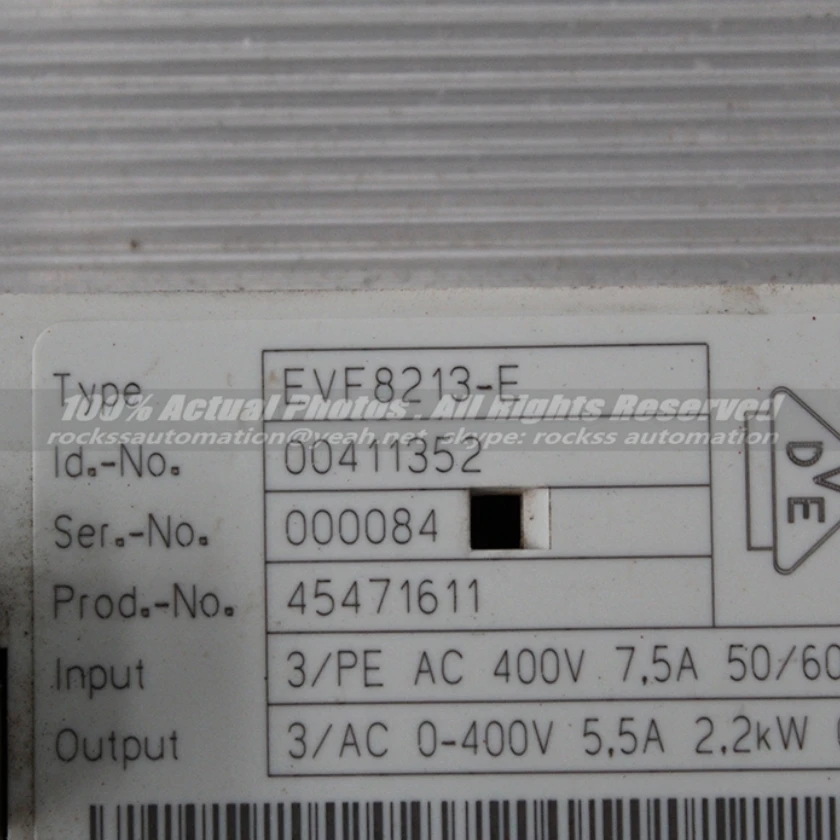 Type EVF8213-E
100% Actual Photos . All Rights Reserved
rockssautomation@yeah.net skype: rockss automation
Id.-No. 00411352
Ser.-No. 000084
Prod.-No. 45471611
Input 3/PE AC 400V 7,5A 50/60
Output 3/AC 0-400V 5,5A 2,2kW
VDE